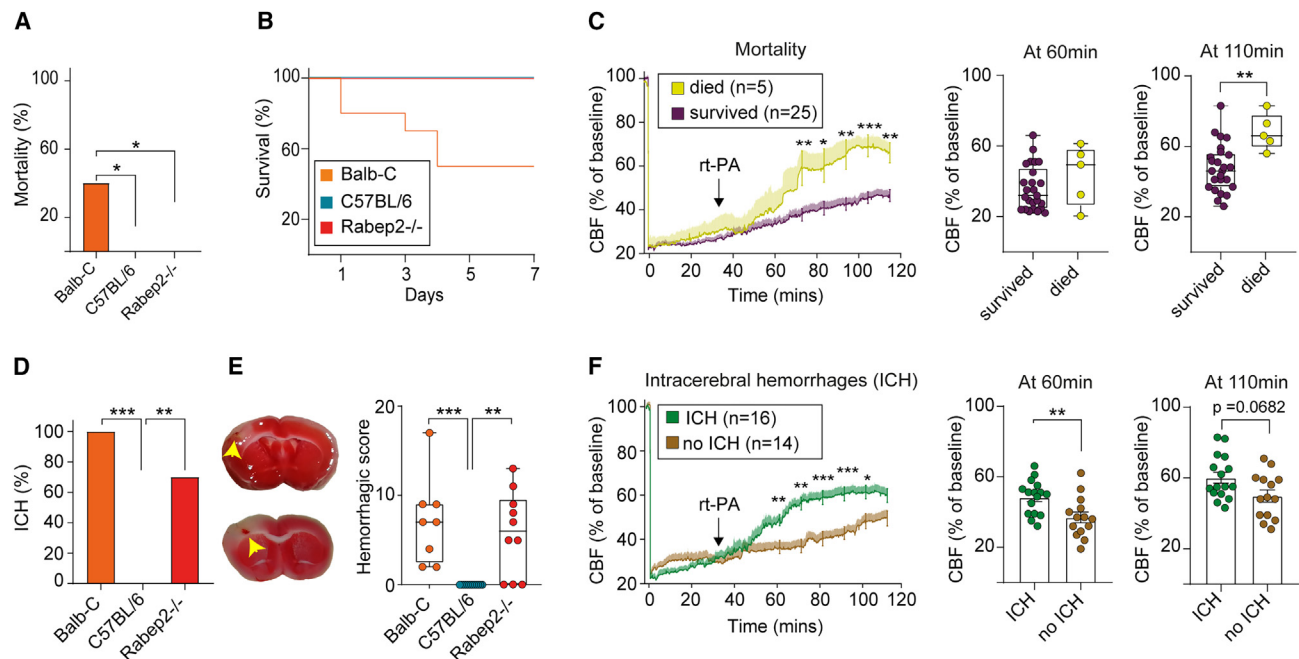 A
Mortality (%)
100
60
20
*
*
Balb-C
C57BL/6
Rabep2-/-
B
Survival (%)
100
60
20
Balb-C
C57BL/6
Rabep2-/-
1
3
5
7
Days
C
Mortality
CBF (% of baseline)
100
80
60
40
20
died (n=5)
survived (n=25)
rt-PA
** * ** *** **
0 20 40 60 80 100 120
Time (mins)
At 60min
CBF (% of baseline)
100
60
20
survived
died
At 110min
**
CBF (% of baseline)
100
60
20
survived
died
D
ICH (%)
100
80
60
40
20
0
*** **
Balb-C
C57BL/6
Rabep2-/-
E
Hemorrhagic score
20
10
0
*** **
Balb-C
C57BL/6
Rabep2-/-
F
Intracerebral hemorrhages (ICH)
CBF (% of baseline)
100
80
60
40
20
ICH (n=16)
no ICH (n=14)
rt-PA
** ** *** *** *
0 20 40 60 80 100 120
Time (mins)
At 60min
**
CBF (% of baseline)
100
60
20
ICH
no ICH
At 110min
p =0.0682
CBF (% of baseline)
100
60
20
ICH
no ICH